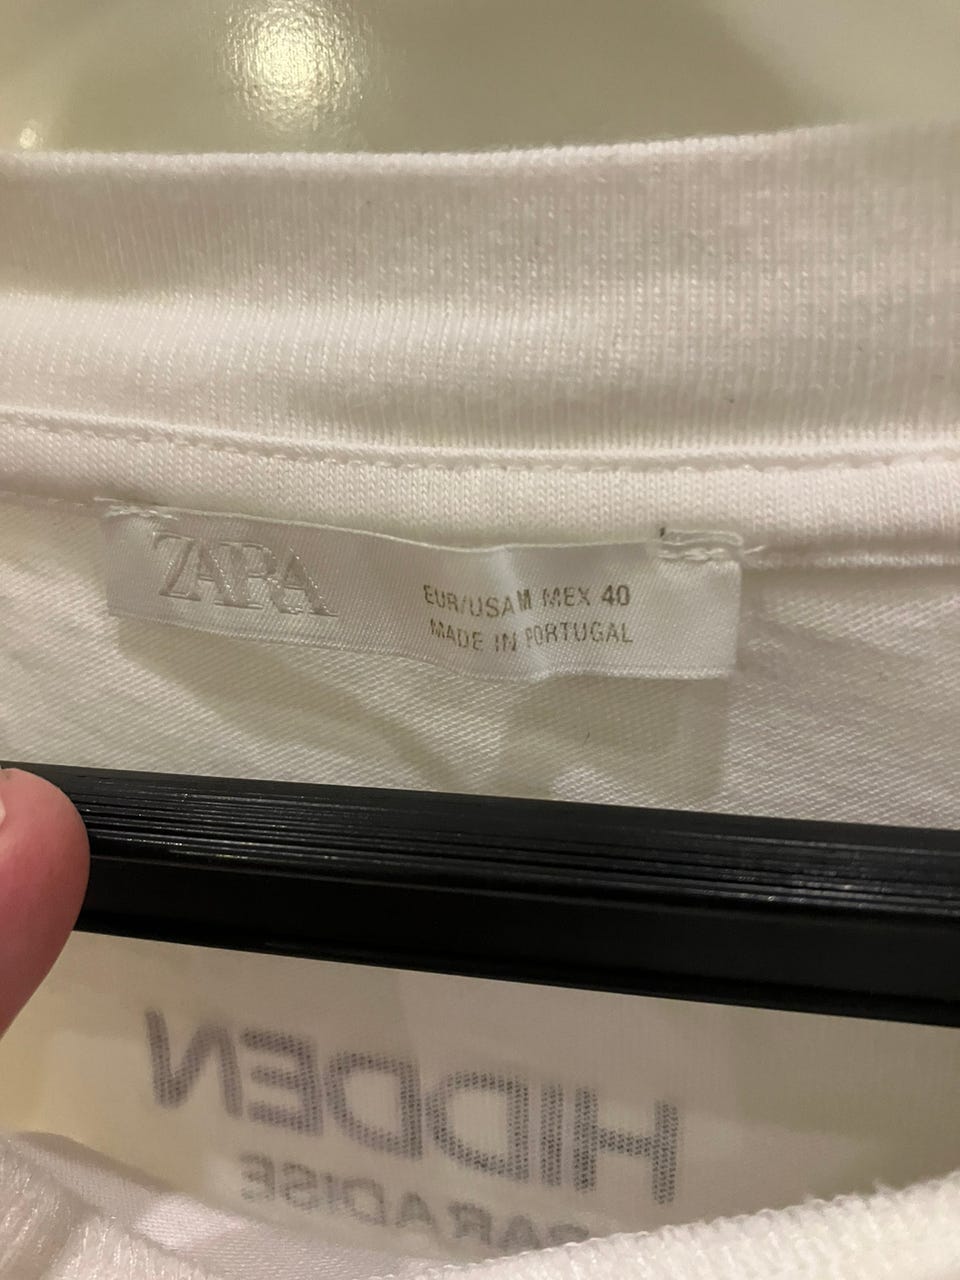 ZARA
EUR/USA M MEX 40
MADE IN PORTUGAL
HIDDEN
PARADISE